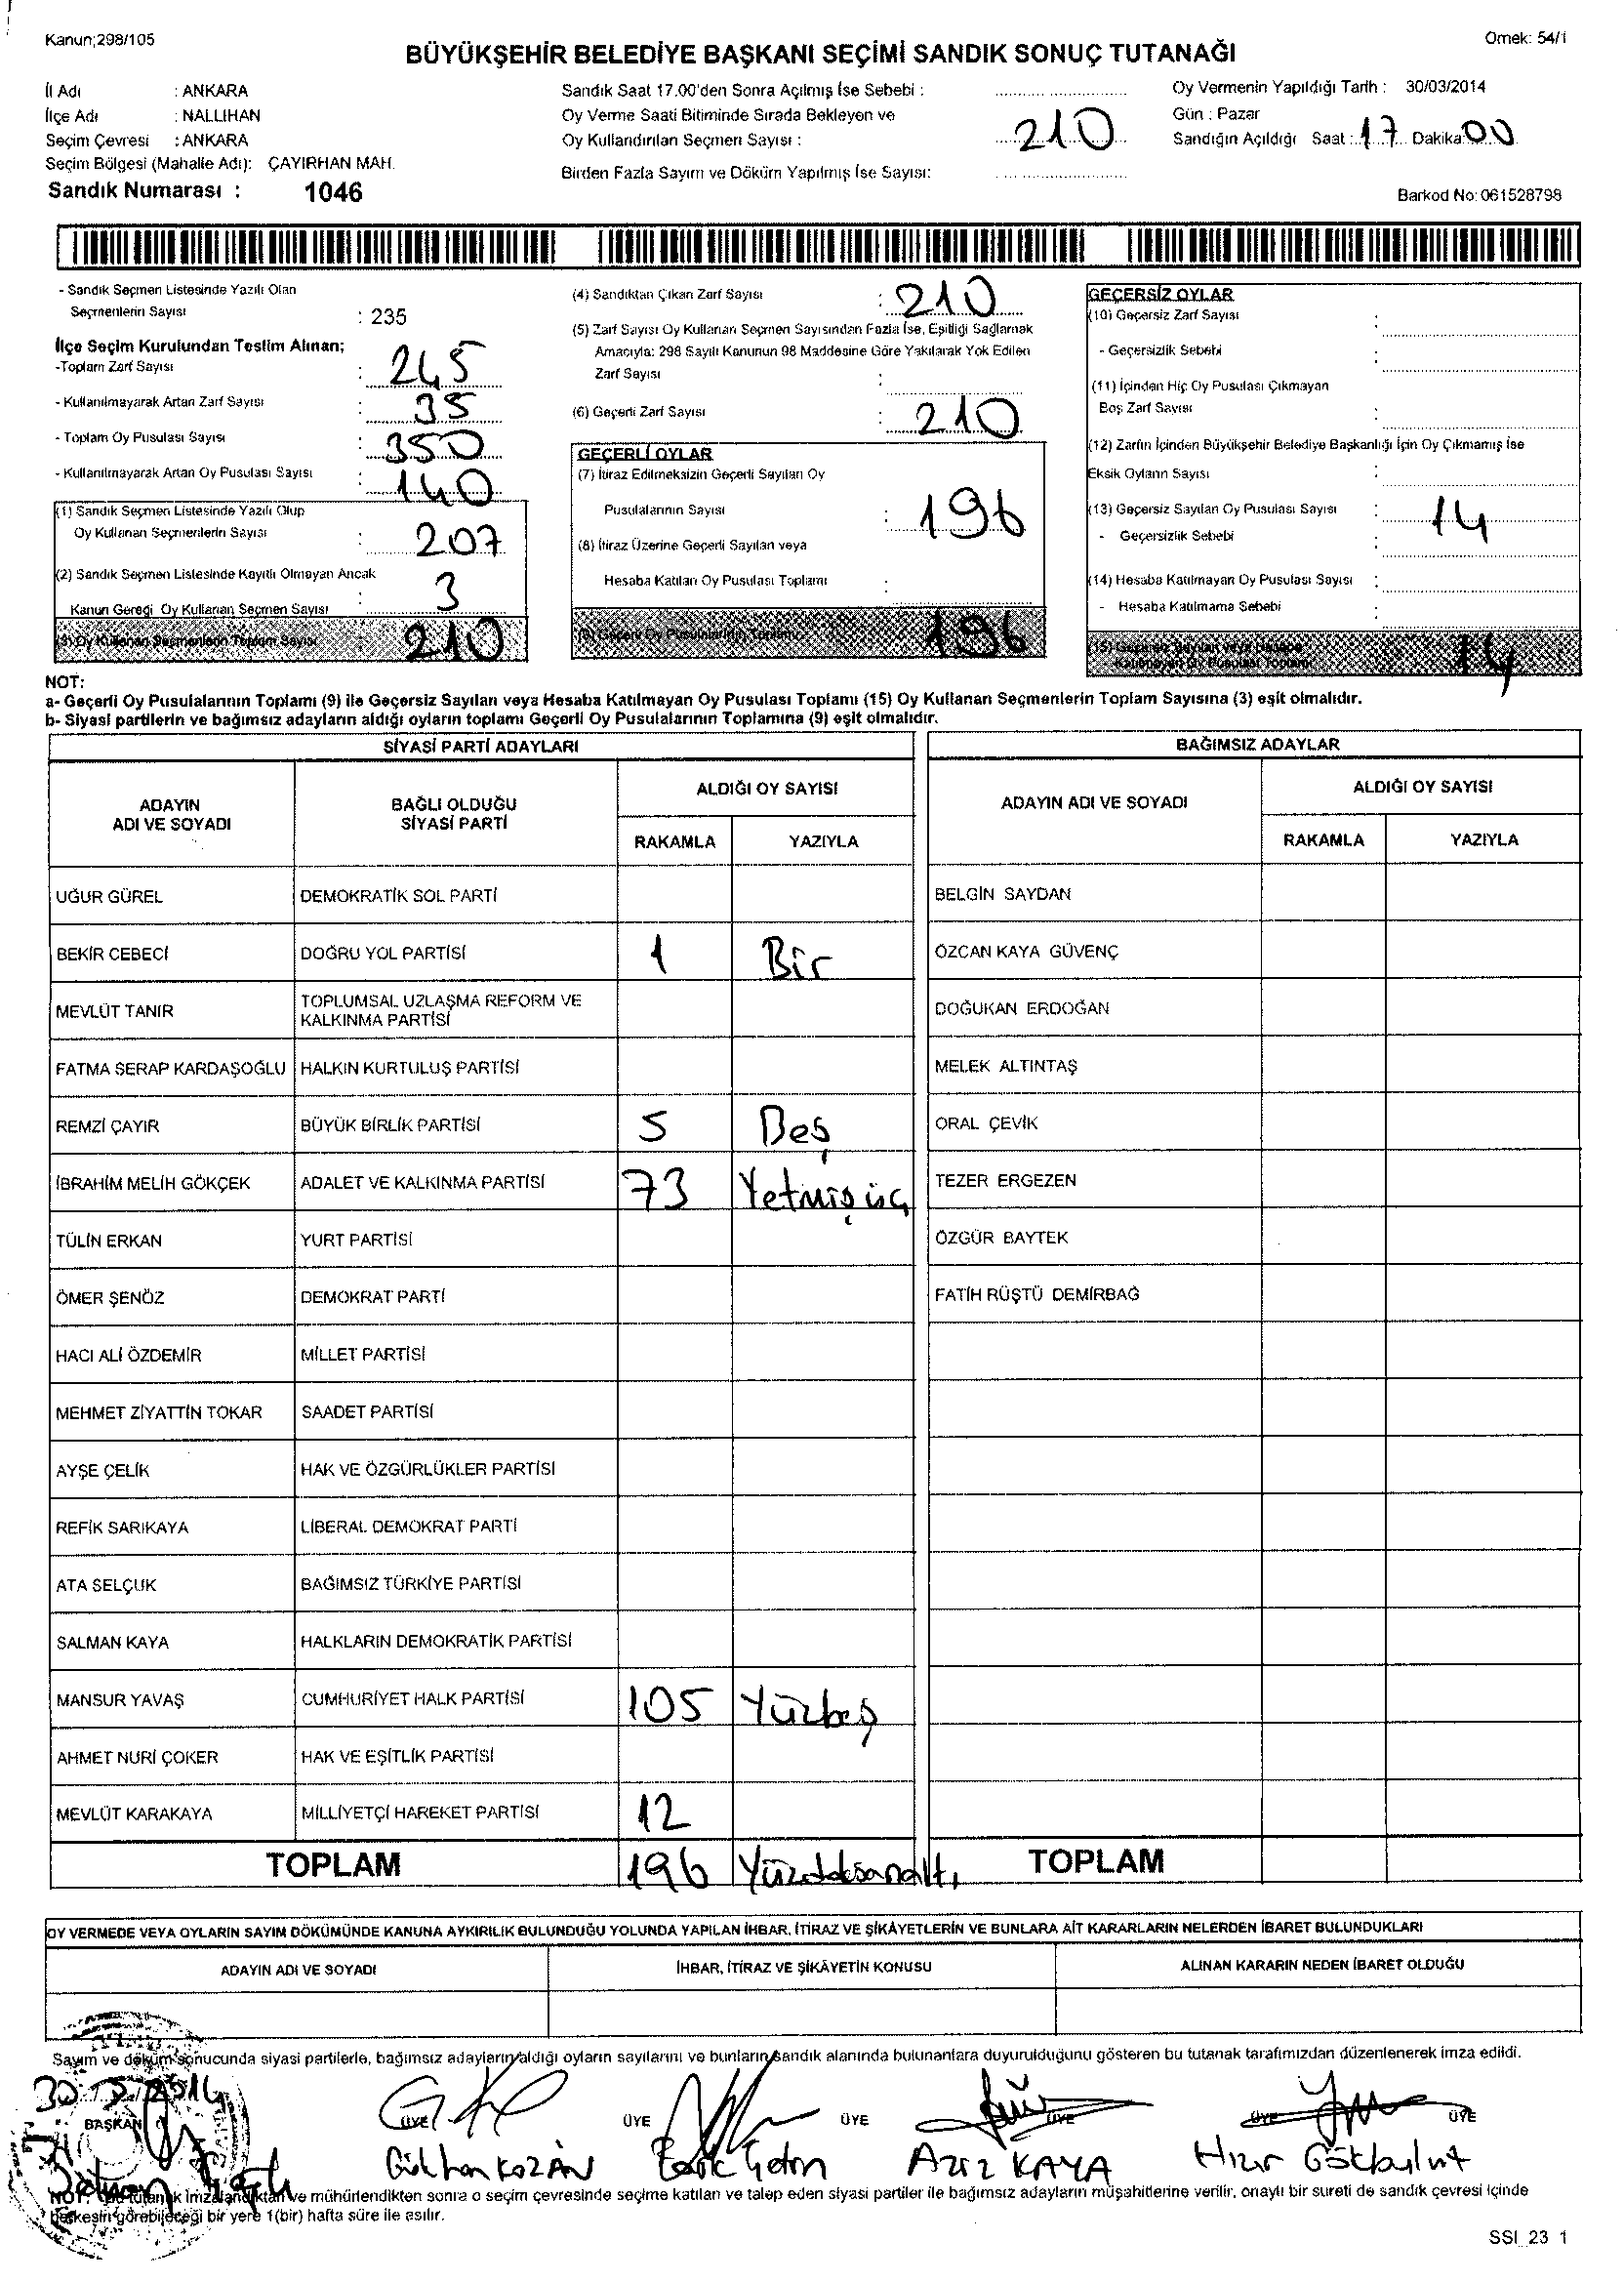 Kanun;298/105
Örnek: 54/1
BÜYÜKŞEHİR BELEDİYE BAŞKANI SEÇİMİ SANDIK SONUÇ TUTANAĞI
İl Adı : ANKARA
İlçe Adı : NALLIHAN
Seçim Çevresi : ANKARA
Seçim Bölgesi (Mahalle Adı): ÇAYIRHAN MAH.
Sandık Numarası : 1046
Sandık Saat 17.00'den Sonra Açılmış İse Sebebi :
Oy Verme Saati Bitiminde Sırada Bekleyen ve
Oy Kullandırılan Seçmen Sayısı : 210
Birden Fazla Sayım ve Döküm Yapılmış İse Sayısı:
Oy Vermenin Yapıldığı Tarih : 30/03/2014
Gün : Pazar
Sandığın Açıldığı Saat : 17 Dakika 00
Barkod No: 061528798
- Sandık Seçmen Listesinde Yazılı Olan
Seçmenlerin Sayısı : 235
İlçe Seçim Kurulundan Teslim Alınan;
-Toplam Zarf Sayısı : 245
- Kullanılmayarak Artan Zarf Sayısı : 35
- Toplam Oy Pusulası Sayısı : 350
- Kullanılmayarak Artan Oy Pusulası Sayısı : 140
(1) Sandık Seçmen Listesinde Yazılı Olup
Oy Kullanan Seçmenlerin Sayısı : 207
(2) Sandık Seçmen Listesinde Kayıtlı Olmayan Ancak
Kanun Gereği Oy Kullanan Seçmen Sayısı : 3
(3) Oy Kullanan Seçmenlerin Toplam Sayısı 210
(4) Sandıktan Çıkan Zarf Sayısı : 210
(5) Zarf Sayısı Oy Kullanan Seçmen Sayısından Fazla İse, Eşitliği Sağlamak
Amacıyla: 298 Sayılı Kanunun 98 Maddesine Göre Yakılarak Yok Edilen
Zarf Sayısı :
(6) Geçerli Zarf Sayısı : 210
GEÇERLİ OYLAR
(7) İtiraz Edilmeksizin Geçerli Sayılan Oy
Pusulalarının Sayısı : 196
(8) İtiraz Üzerine Geçerli Sayılan veya
Hesaba Katılan Oy Pusulası Toplamı :
(9) Geçerli Oy Pusulalarının Toplamı 196
GEÇERSİZ OYLAR
(10) Geçersiz Zarf Sayısı :
- Geçersizlik Sebebi :
(11) İçinden Hiç Oy Pusulası Çıkmayan
Boş Zarf Sayısı :
(12) Zarfın İçinden Büyükşehir Belediye Başkanlığı İçin Oy Çıkmamış İse
Eksik Oyların Sayısı :
(13) Geçersiz Sayılan Oy Pusulası Sayısı : 14
- Geçersizlik Sebebi :
(14) Hesaba Katılmayan Oy Pusulası Sayısı :
- Hesaba Katılmama Sebebi :
(15) Geçersiz Sayılan veya Hesaba
Katılmayan Oy Pusulası Toplamı 14
NOT:
a- Geçerli Oy Pusulalarının Toplamı (9) ile Geçersiz Sayılan veya Hesaba Katılmayan Oy Pusulası Toplamı (15) Oy Kullanan Seçmenlerin Toplam Sayısına (3) eşit olmalıdır.
b- Siyasi partilerin ve bağımsız adayların aldığı oyların toplamı Geçerli Oy Pusulalarının Toplamına (9) eşit olmalıdır.
SİYASİ PARTİ ADAYLARI
ADAYIN ADI VE SOYADI
BAĞLI OLDUĞU SİYASİ PARTİ
ALDIĞI OY SAYISI
RAKAMLA YAZIYLA
UĞUR GÜREL DEMOKRATİK SOL PARTİ
BEKİR CEBECİ DOĞRU YOL PARTİSİ 1 Bir
MEVLÜT TANIR TOPLUMSAL UZLAŞMA REFORM VE
KALKINMA PARTİSİ
FATMA SERAP KARDAŞOĞLU HALKIN KURTULUŞ PARTİSİ
REMZİ ÇAYIR BÜYÜK BİRLİK PARTİSİ 5 Beş
İBRAHİM MELİH GÖKÇEK ADALET VE KALKINMA PARTİSİ 73 Yetmiş üç
TÜLİN ERKAN YURT PARTİSİ
ÖMER ŞENÖZ DEMOKRAT PARTİ
HACI ALİ ÖZDEMİR MİLLET PARTİSİ
MEHMET ZİYATTİN TOKAR SAADET PARTİSİ
AYŞE ÇELİK HAK VE ÖZGÜRLÜKLER PARTİSİ
REFİK SARIKAYA LİBERAL DEMOKRAT PARTİ
ATA SELÇUK BAĞIMSIZ TÜRKİYE PARTİSİ
SALMAN KAYA HALKLARIN DEMOKRATİK PARTİSİ
MANSUR YAVAŞ CUMHURİYET HALK PARTİSİ 105 Yüzbeş
AHMET NURİ ÇOKER HAK VE EŞİTLİK PARTİSİ
MEVLÜT KARAKAYA MİLLİYETÇİ HAREKET PARTİSİ 12
TOPLAM 196 Yüzdoksanaltı
BAĞIMSIZ ADAYLAR
ADAYIN ADI VE SOYADI
ALDIĞI OY SAYISI
RAKAMLA YAZIYLA
BELGİN SAYDAN
ÖZCAN KAYA GÜVENÇ
DOĞUKAN ERDOĞAN
MELEK ALTINTAŞ
ORAL ÇEVİK
TEZER ERGEZEN
ÖZGÜR BAYTEK
FATİH RÜŞTÜ DEMİRBAĞ
TOPLAM
OY VERMEDE VEYA OYLARIN SAYIM DÖKÜMÜNDE KANUNA AYKIRILIK BULUNDUĞU YOLUNDA YAPILAN İHBAR, İTİRAZ VE ŞİKÂYETLERİN VE BUNLARA AİT KARARLARIN NELERDEN İBARET BULUNDUKLARI
ADAYIN ADI VE SOYADI
İHBAR, İTİRAZ VE ŞİKÂYETİN KONUSU
ALINAN KARARIN NEDEN İBARET OLDUĞU
Sayım ve döküm sonucunda siyasi partilerle, bağımsız adayların aldığı oyların sayılarını ve bunların sandık alanında bulunanlara duyurulduğunu gösteren bu tutanak tarafımızdan düzenlenerek imza edildi.
BAŞKAN ÜYE ÜYE ÜYE ÜYE ÜYE ÜYE
Gökhan KOZAN
AZİZ KAYA
Hızır Gökbulut
NOT: Bu tutanak imzalandıktan ve mühürlendikten sonra o seçim çevresinde seçime katılan ve talep eden siyasi partiler ile bağımsız adayların müşahitlerine verilir, onaylı bir sureti de sandık çevresi içinde
herkesin görebileceği bir yere 1(bir) hafta süre ile asılır.
SSI_23 1